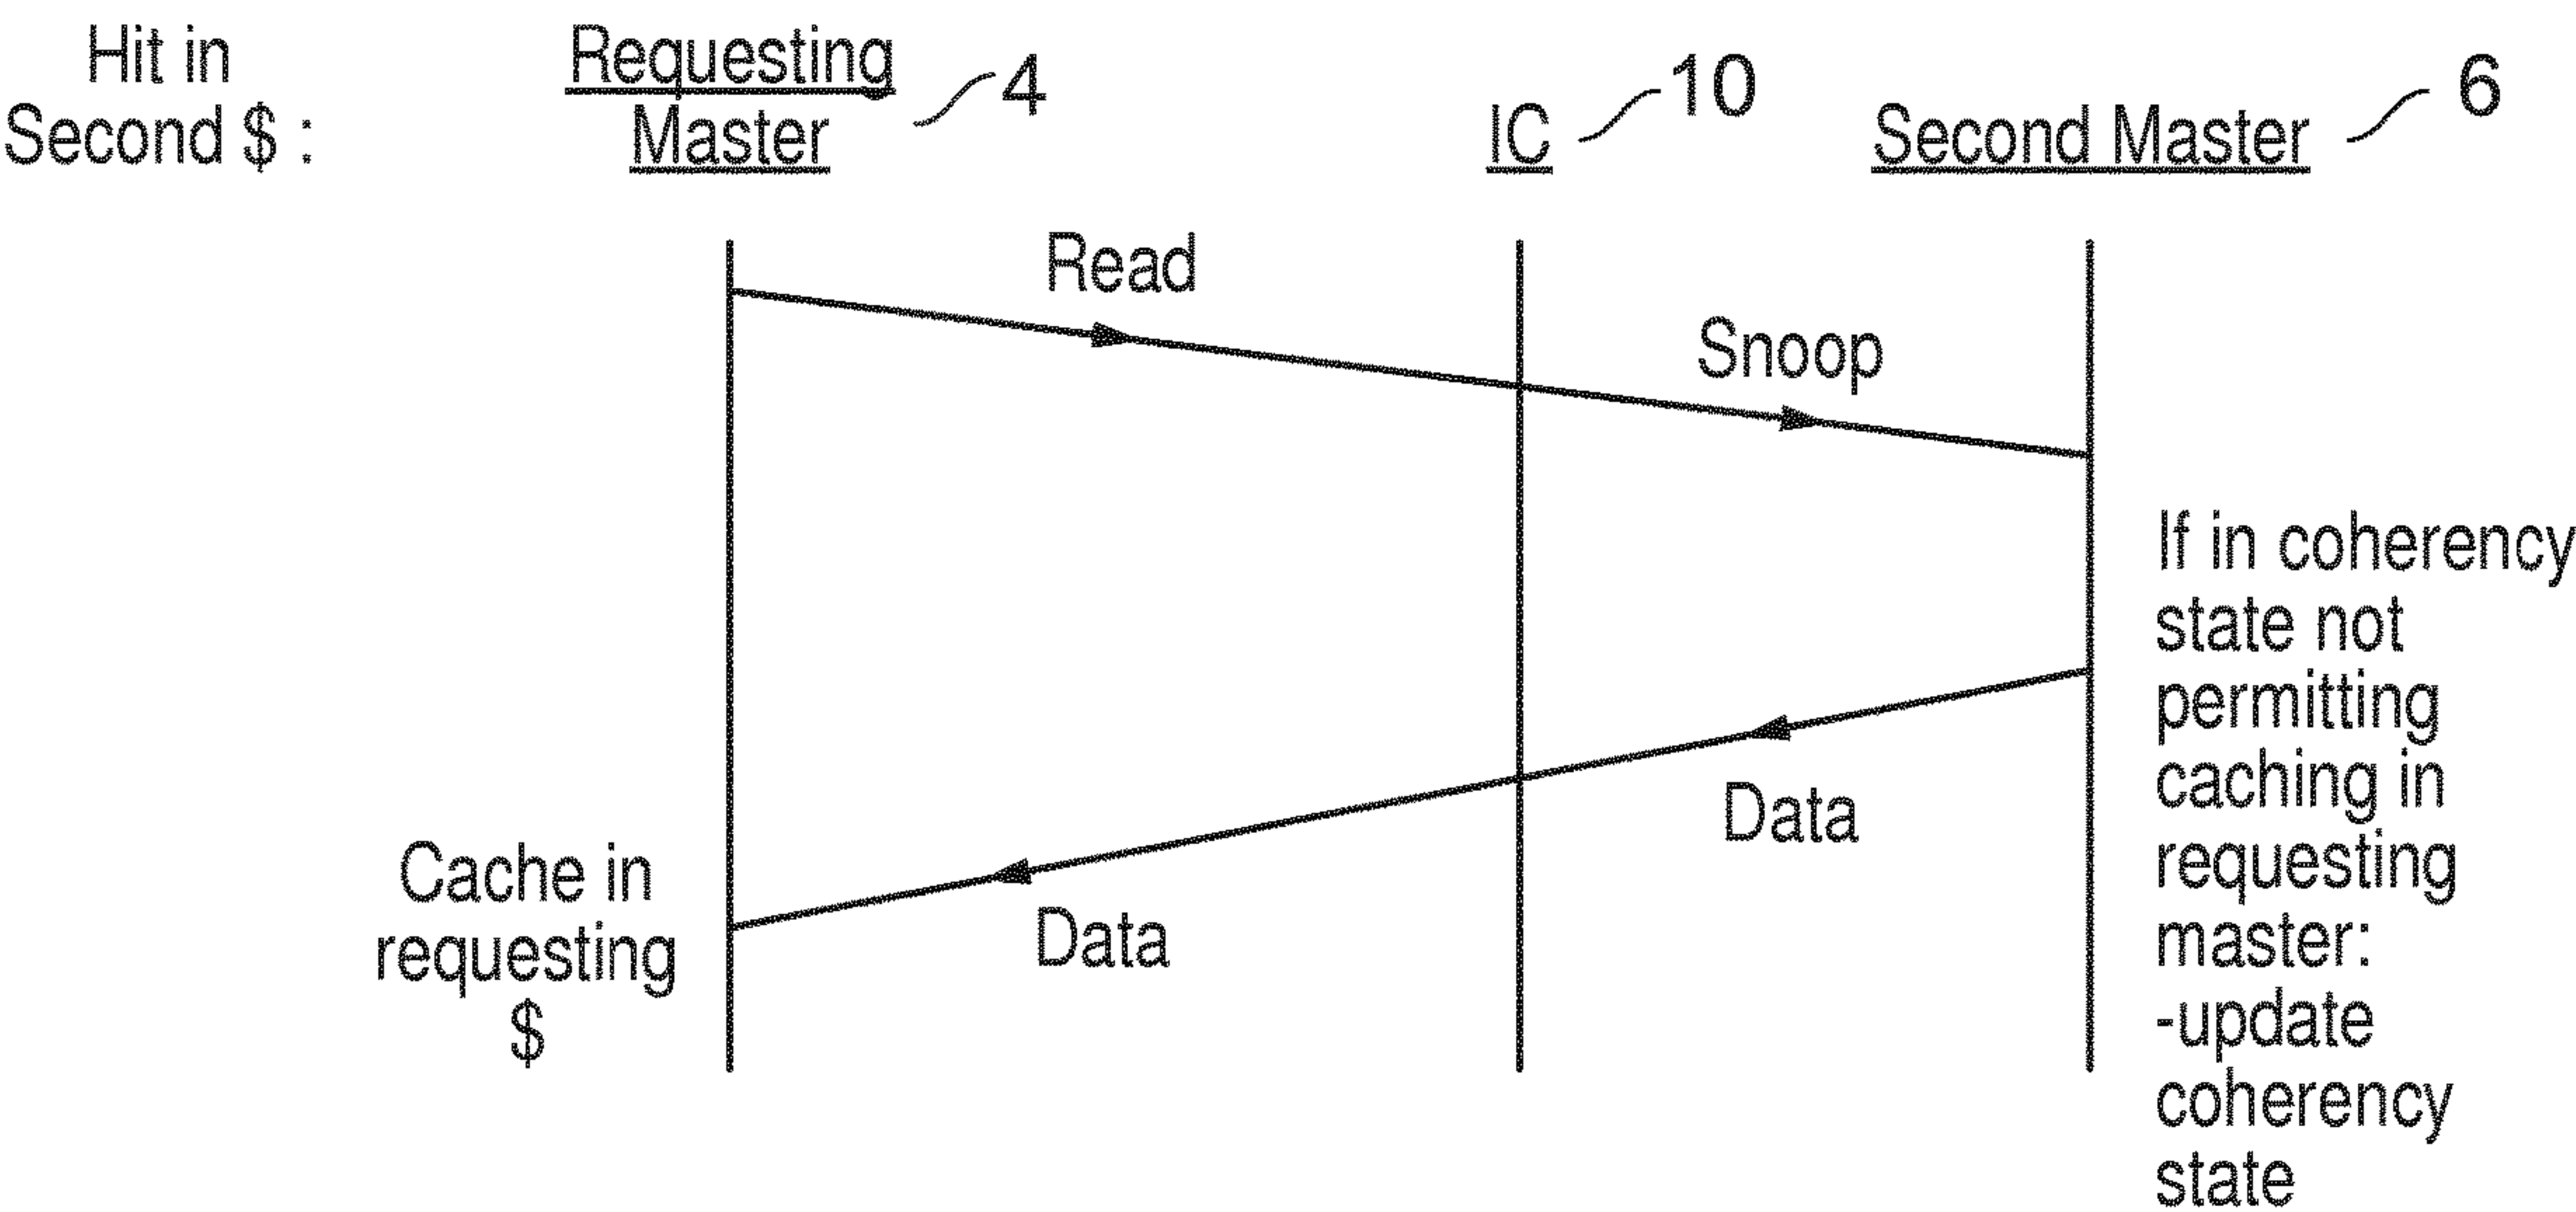 Hit in
Second $ :
Requesting
Master
4
IC
10
Second Master
6
Read
Snoop
If in coherency
state not
permitting
caching in
requesting
master:
-update
coherency
state
Data
Data
Cache in
requesting
$